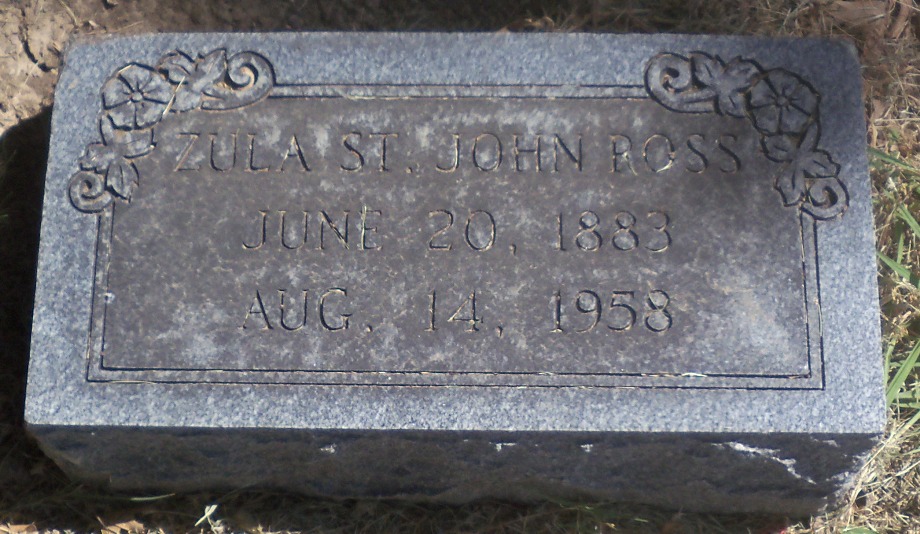 ZULA ST. JOHN ROSS
JUNE 20, 1883
AUG. 14, 1958